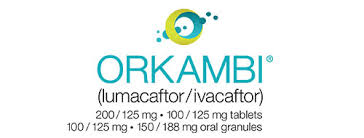 ORKAMBI®
(lumacaftor/ivacaftor)
200/125 mg • 100/125 mg tablets
100/125 mg • 150/188 mg oral granules